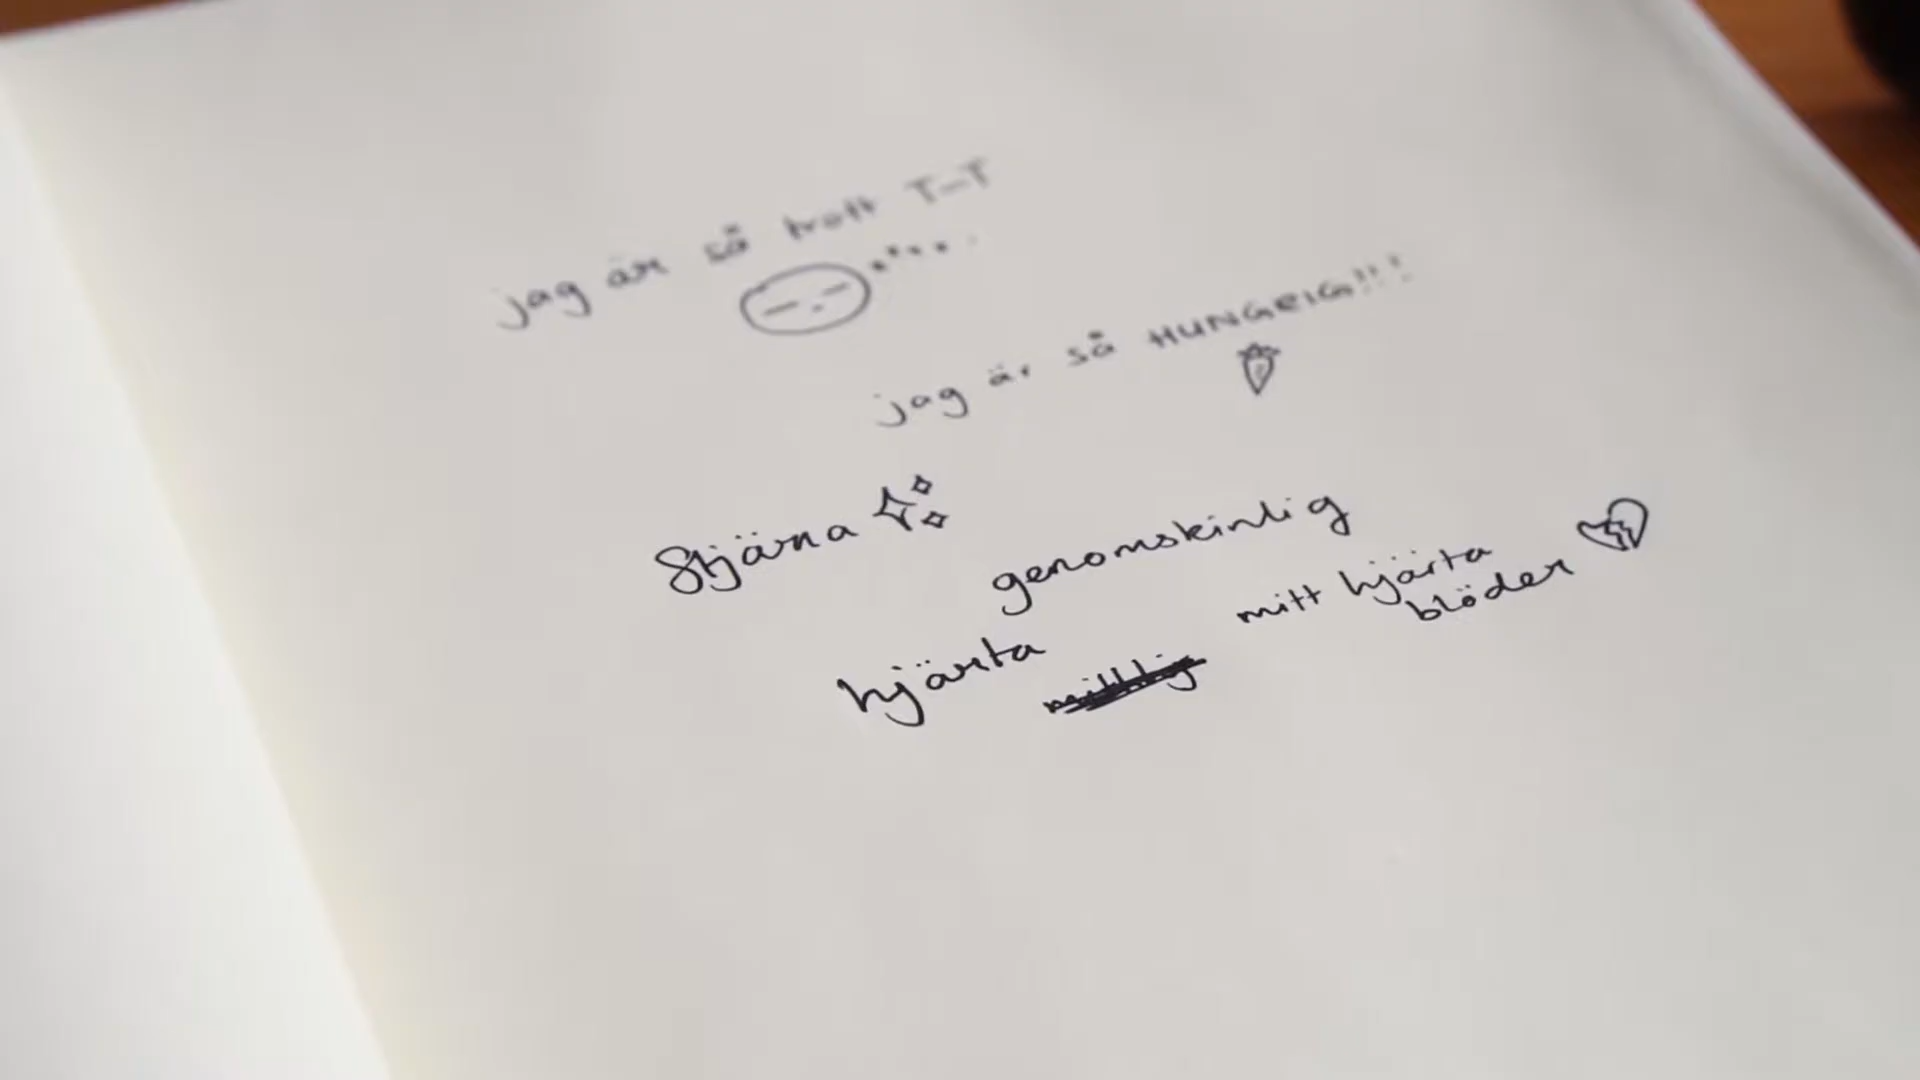 jag är så trött T-T
jag är så HUNGRIG!!!
Stjärna
genomskinlig
mitt hjärta
blöder
hjärta